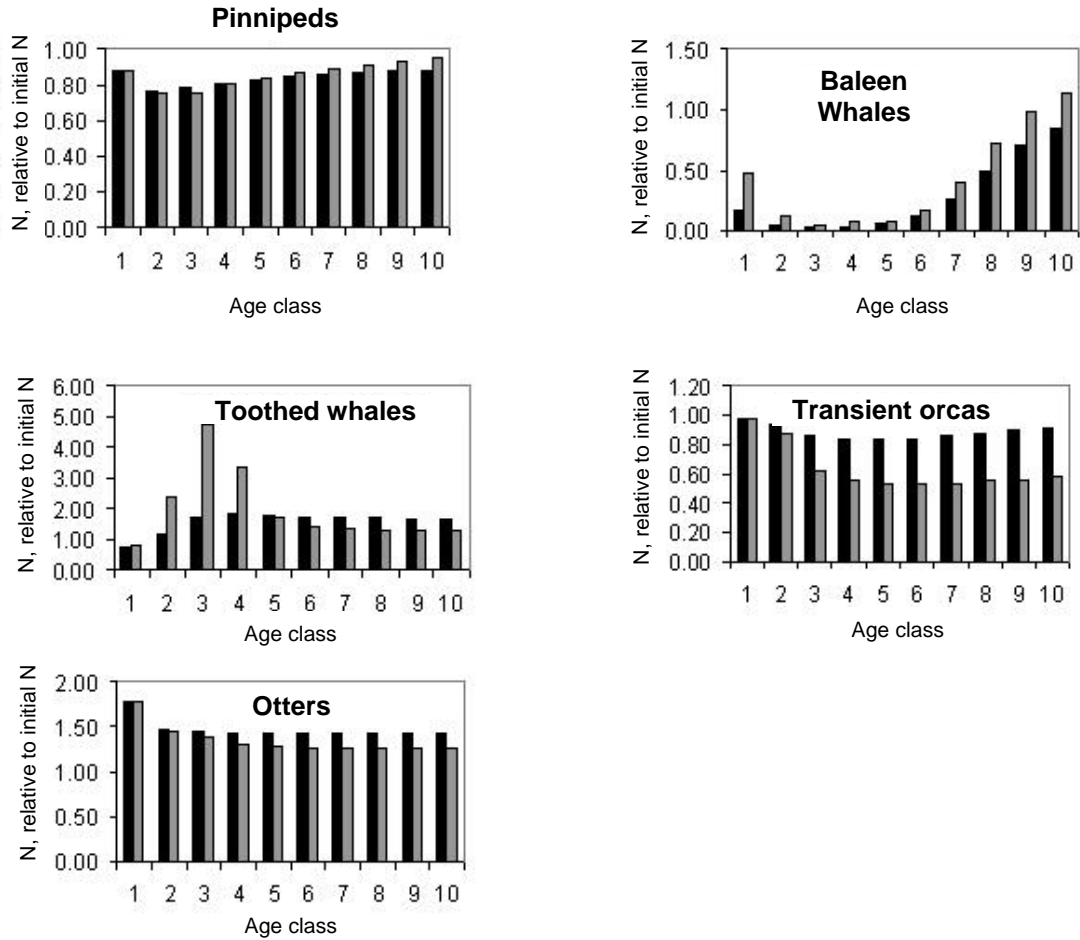 Pinnipeds
N, relative to initial N
1.00
0.80
0.60
0.40
0.20
0.00
1 2 3 4 5 6 7 8 9 10
Age class
Baleen
Whales
N, relative to initial N
1.50
1.00
0.50
0.00
1 2 3 4 5 6 7 8 9 10
Age class
Toothed whales
N, relative to initial N
6.00
5.00
4.00
3.00
2.00
1.00
0.00
1 2 3 4 5 6 7 8 9 10
Age class
Transient orcas
N, relative to initial N
1.20
1.00
0.80
0.60
0.40
0.20
0.00
1 2 3 4 5 6 7 8 9 10
Age class
Otters
N, relative to initial N
2.00
1.50
1.00
0.50
0.00
1 2 3 4 5 6 7 8 9 10
Age class